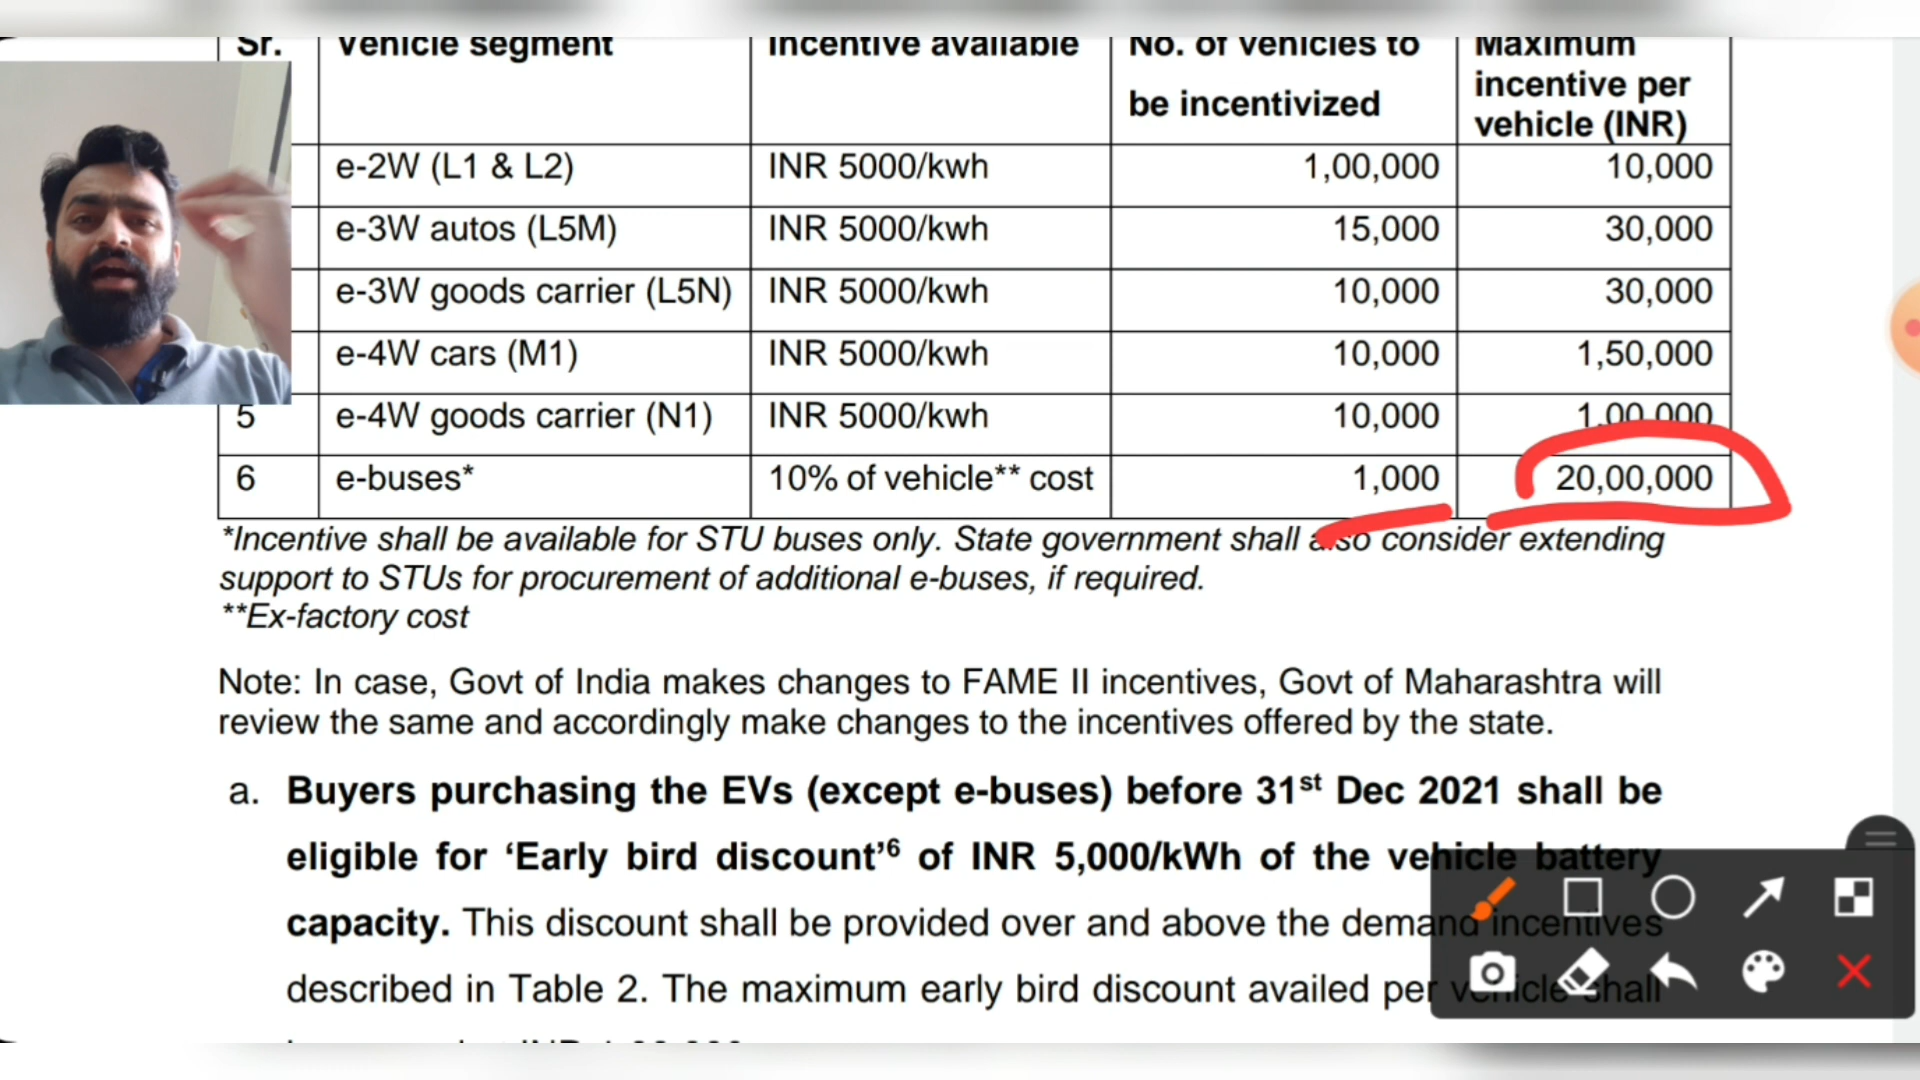 Sr. Vehicle segment Incentive available No. of vehicles to be incentivized Maximum incentive per vehicle (INR)
e-2W (L1 & L2) INR 5000/kwh 1,00,000 10,000
e-3W autos (L5M) INR 5000/kwh 15,000 30,000
e-3W goods carrier (L5N) INR 5000/kwh 10,000 30,000
e-4W cars (M1) INR 5000/kwh 10,000 1,50,000
5 e-4W goods carrier (N1) INR 5000/kwh 10,000 1,00,000
6 e-buses* 10% of vehicle** cost 1,000 20,00,000
*Incentive shall be available for STU buses only. State government shall also consider extending
support to STUs for procurement of additional e-buses, if required.
**Ex-factory cost
Note: In case, Govt of India makes changes to FAME II incentives, Govt of Maharashtra will
review the same and accordingly make changes to the incentives offered by the state.
a. Buyers purchasing the EVs (except e-buses) before 31st Dec 2021 shall be
eligible for ‘Early bird discount’6 of INR 5,000/kWh of the vehicle battery
capacity. This discount shall be provided over and above the demand incentives
described in Table 2. The maximum early bird discount availed per vehicle shall